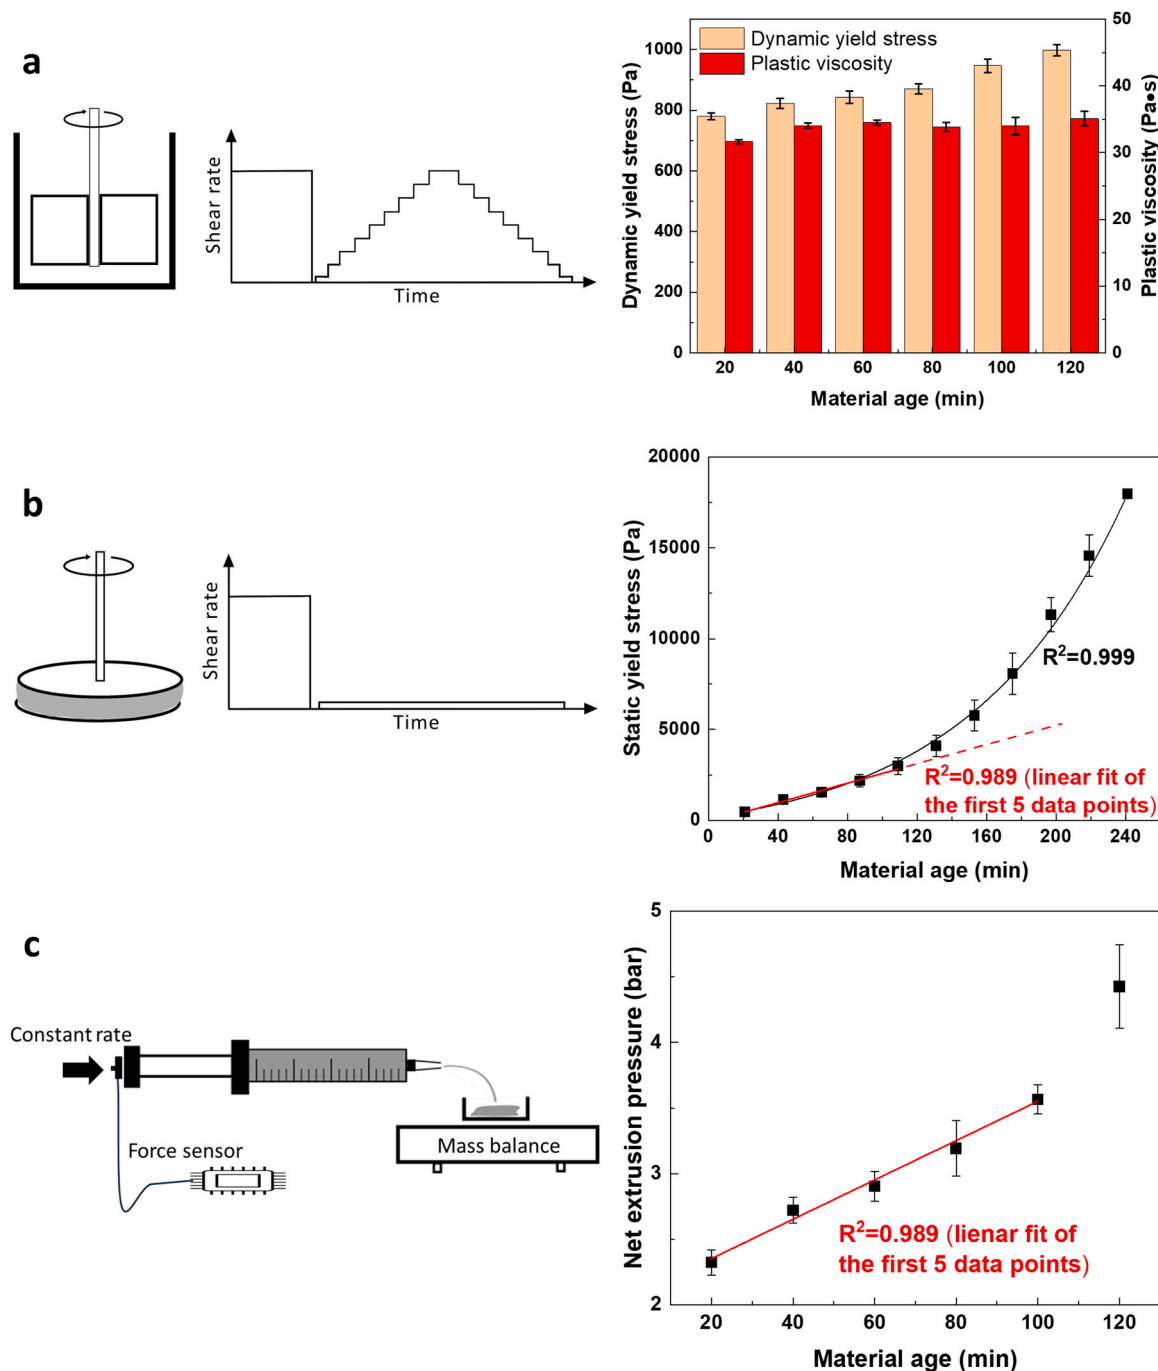 a
Shear rate
Time
Dynamic yield stress
Plastic viscosity
Dynamic yield stress (Pa)
1000
800
600
400
200
0
50
40
30
20
10
0
Plastic viscosity (Pa•s)
20 40 60 80 100 120
Material age (min)
b
Shear rate
Time
Static yield stress (Pa)
20000
15000
10000
5000
0
R²=0.999
R²=0.989 (linear fit of
the first 5 data points)
0 40 80 120 160 200 240
Material age (min)
c
Constant rate
Force sensor
Mass balance
Net extrusion pressure (bar)
5
4
3
2
R²=0.989 (lienar fit of
the first 5 data points)
20 40 60 80 100 120
Material age (min)